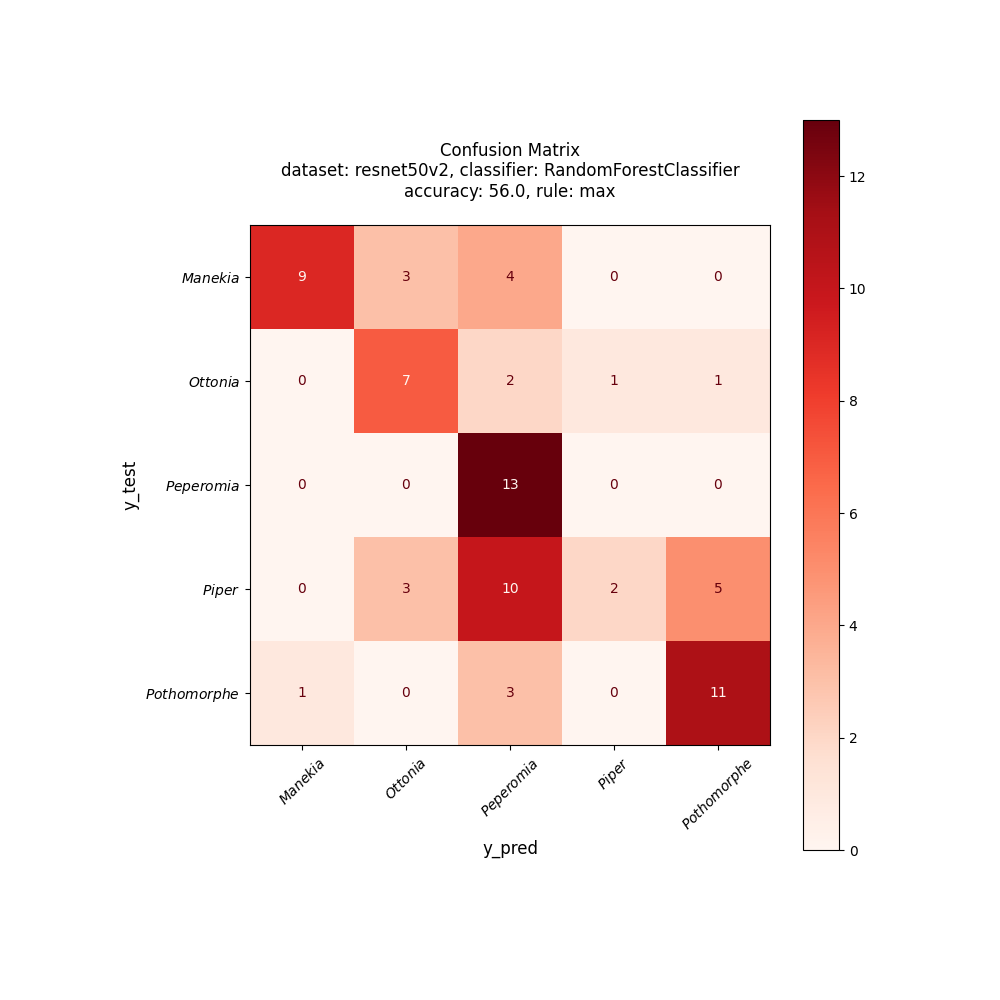 Confusion Matrix
dataset: resnet50v2, classifier: RandomForestClassifier
accuracy: 56.0, rule: max
Manekia 9 3 4 0 0
Ottonia 0 7 2 1 1
Peperomia 0 0 13 0 0
Piper 0 3 10 2 5
Pothomorphe 1 0 3 0 11
y_test
Manekia Ottonia Peperomia Piper Pothomorphe
y_pred
12
10
8
6
4
2
0